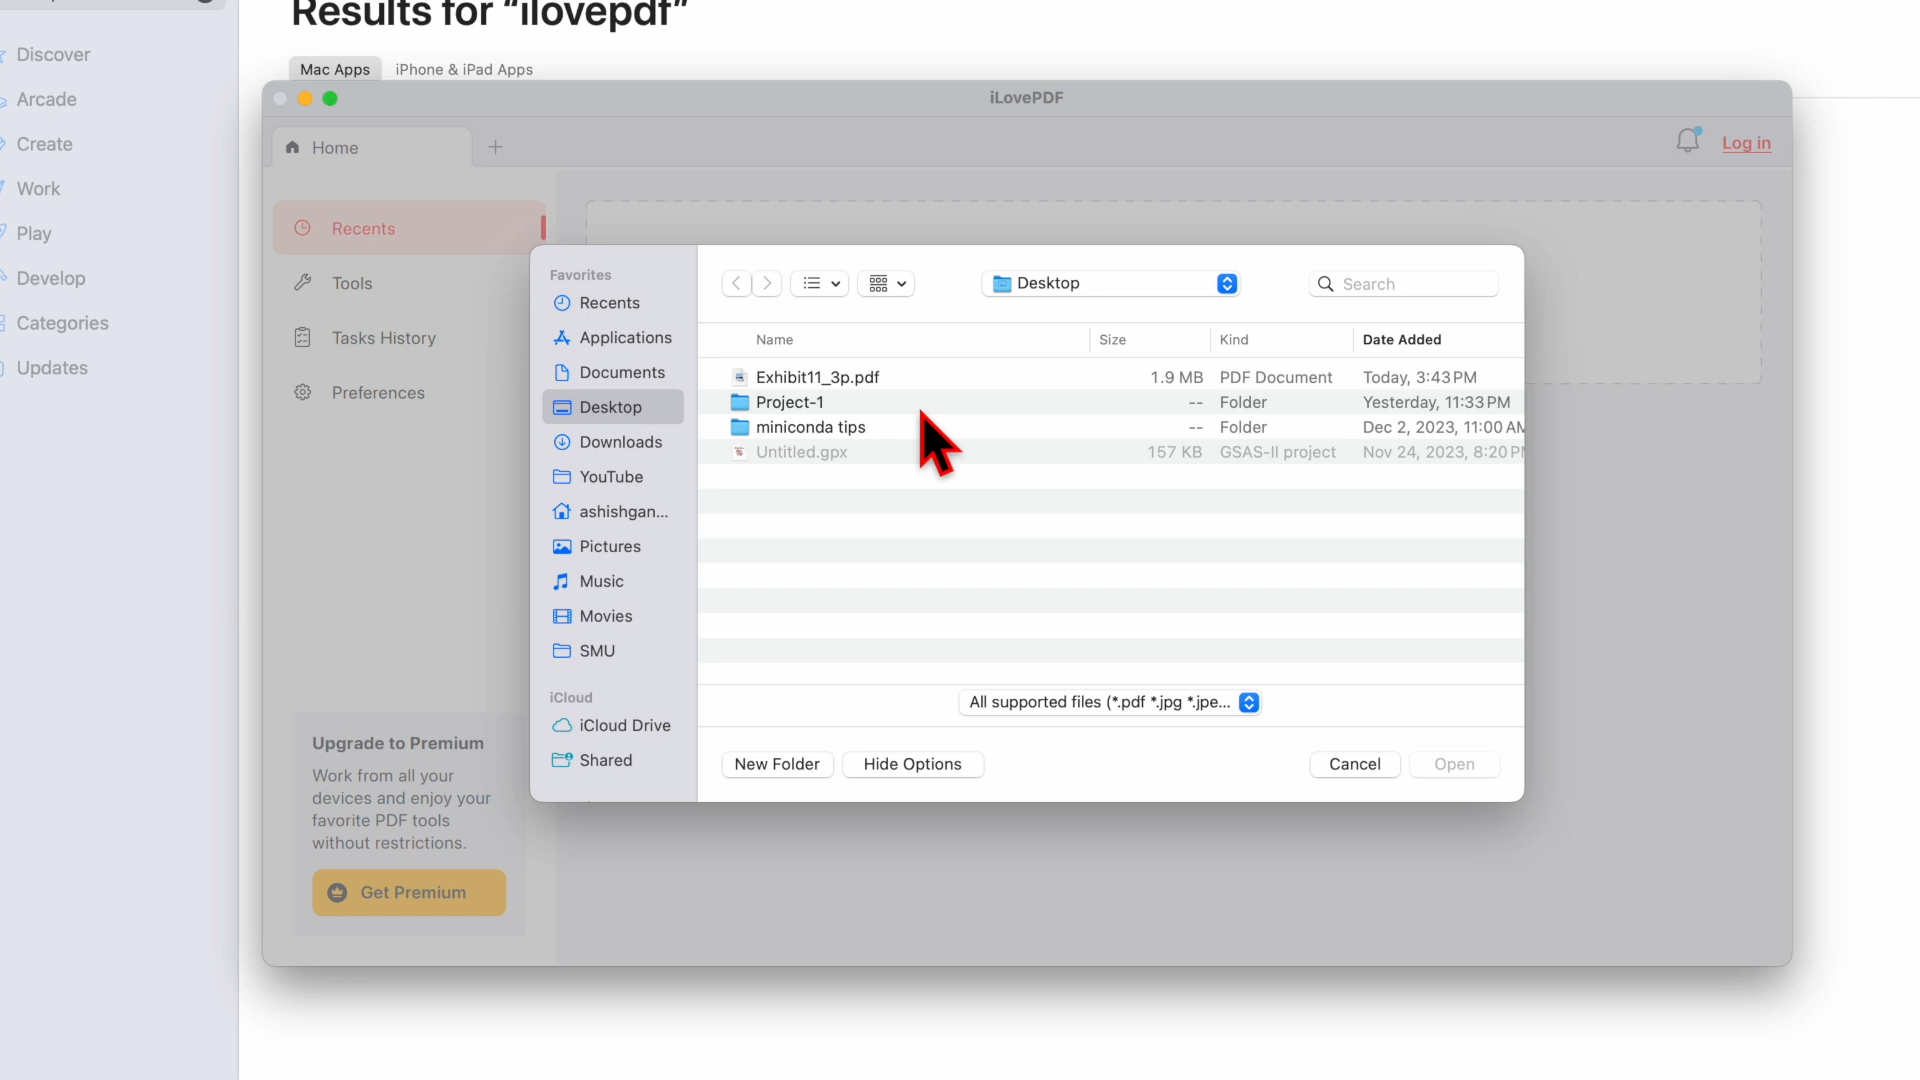 Results for “ilovepdf”
Discover
Arcade
Create
Work
Play
Develop
Categories
Updates
Mac Apps
iPhone & iPad Apps
iLovePDF
Home
Log in
Recents
Tools
Tasks History
Preferences
Upgrade to Premium
Work from all your
devices and enjoy your
favorite PDF tools
without restrictions.
Get Premium
Favorites
Recents
Applications
Documents
Desktop
Downloads
YouTube
ashishgan...
Pictures
Music
Movies
SMU
iCloud
iCloud Drive
Shared
Desktop
Search
Name Size Kind Date Added
Exhibit11_3p.pdf 1.9 MB PDF Document Today, 3:43 PM
Project-1 -- Folder Yesterday, 11:33 PM
miniconda tips -- Folder Dec 2, 2023, 11:00 AM
Untitled.gpx 157 KB GSAS-II project Nov 24, 2023, 8:20 PM
All supported files (*.pdf *.jpg *.jpe...
New Folder
Hide Options
Cancel
Open